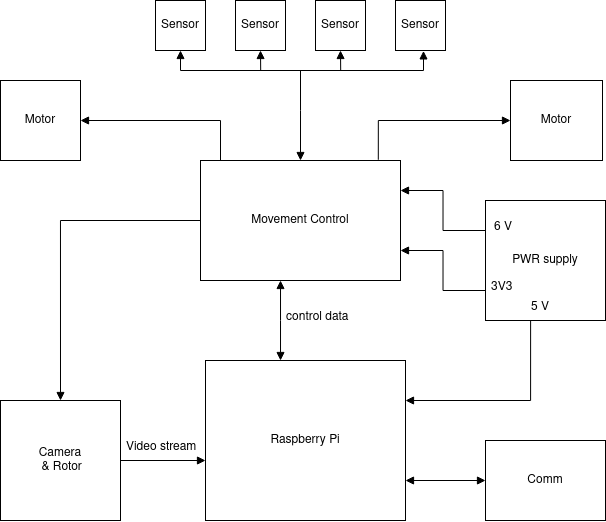 Sensor
Sensor
Sensor
Sensor
Motor
Motor
Movement Control
6 V
PWR supply
3V3
5 V
control data
Raspberry Pi
Camera
& Rotor
Video stream
Comm